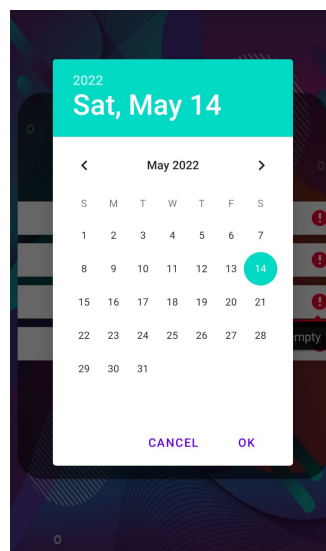 2022
Sat, May 14
May 2022
S M T W T F S
1 2 3 4 5 6 7
8 9 10 11 12 13 14
15 16 17 18 19 20 21
22 23 24 25 26 27 28
29 30 31
mpty
CANCEL OK